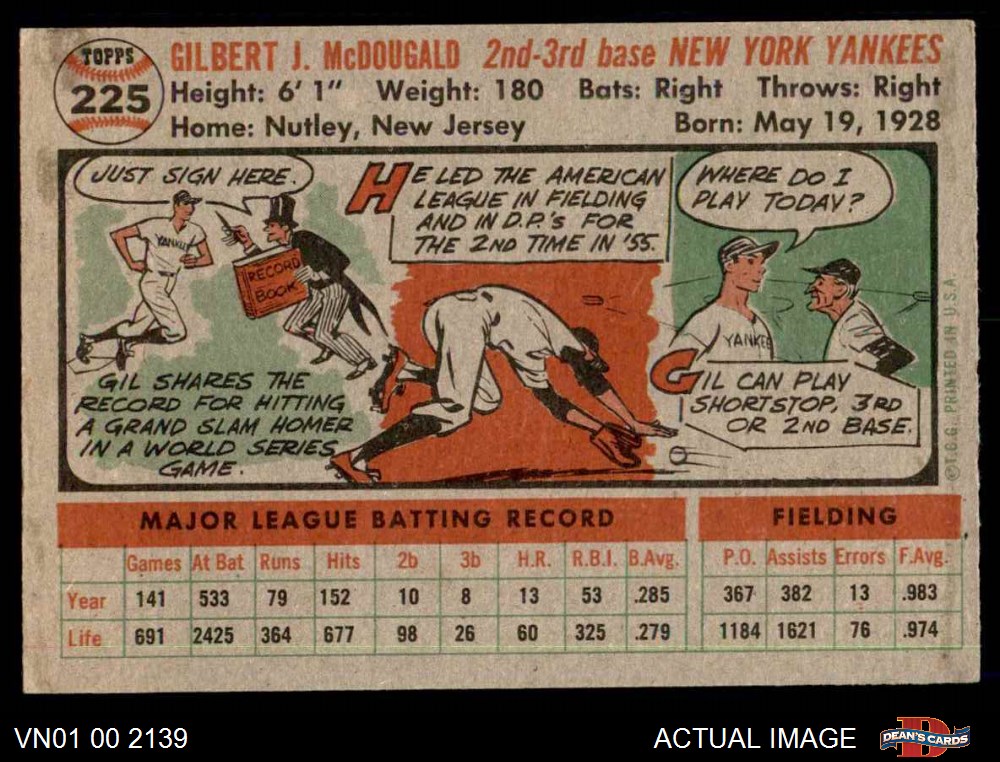 TOPPS
225
GILBERT J. McDOUGALD 2nd-3rd base NEW YORK YANKEES
Height: 6' 1" Weight: 180 Bats: Right Throws: Right
Home: Nutley, New Jersey Born: May 19, 1928
JUST SIGN HERE.
YANKEE
RECORD
BOOK
GIL SHARES THE
RECORD FOR HITTING
A GRAND SLAM HOMER
IN A WORLD SERIES
GAME.
HE LED THE AMERICAN
LEAGUE IN FIELDING
AND IN D.P.'S FOR
THE 2ND TIME IN '55.
WHERE DO I
PLAY TODAY?
YANKEE
GIL CAN PLAY
SHORTSTOP, 3RD
OR 2ND BASE.
©T.C.G. PRINTED IN U.S.A.
MAJOR LEAGUE BATTING RECORD FIELDING
Games At Bat Runs Hits 2b 3b H.R. R.B.I. B.Avg. P.O. Assists Errors F.Avg.
Year 141 533 79 152 10 8 13 53 .285 367 382 13 .983
Life 691 2425 364 677 98 26 60 325 .279 1184 1621 76 .974
VN01 00 2139
ACTUAL IMAGE
D
DEAN'S CARDS